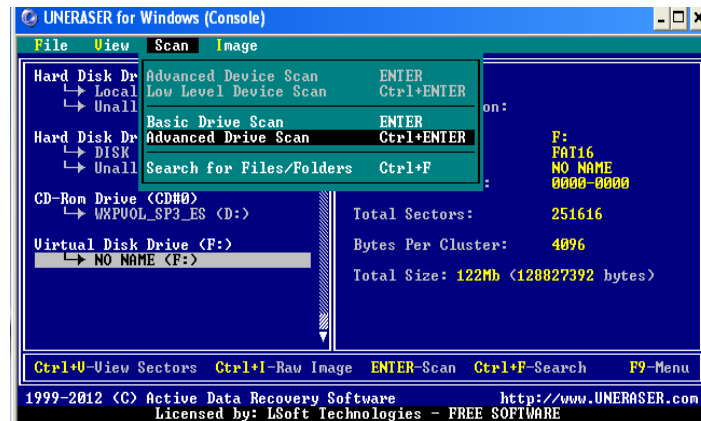 UNERASER for Windows (Console)
File View Scan Image
Hard Disk Dr
Local
Unall
Advanced Device Scan ENTER
Low Level Device Scan Ctrl+ENTER
Basic Drive Scan ENTER
Advanced Drive Scan Ctrl+ENTER
Search for Files/Folders Ctrl+F
on:
Hard Disk Dr
DISK
Unall
F:
FAT16
NO NAME
: 0000-0000
CD-Rom Drive (CD#0)
WXPVOL_SP3_ES (D:)
Virtual Disk Drive (F:)
NO NAME (F:)
Total Sectors: 251616
Bytes Per Cluster: 4096
Total Size: 122Mb (128827392 bytes)
Ctrl+V-View Sectors Ctrl+I-Raw Image ENTER-Scan Ctrl+F-Search F9-Menu
1999-2012 (C) Active Data Recovery Software http://www.UNERASER.com
Licensed by: LSoft Technologies - FREE SOFTWARE